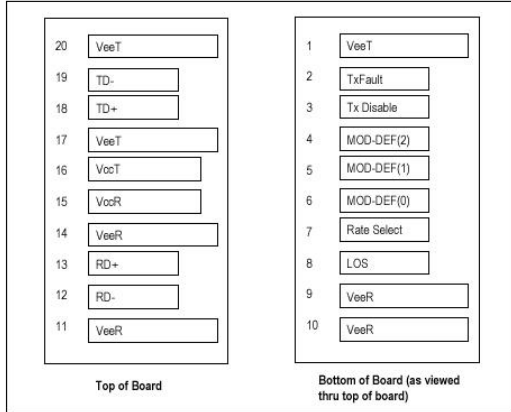 20 VeeT
19 TD-
18 TD+
17 VeeT
16 VccT
15 VccR
14 VeeR
13 RD+
12 RD-
11 VeeR
Top of Board
1 VeeT
2 TxFault
3 Tx Disable
4 MOD-DEF(2)
5 MOD-DEF(1)
6 MOD-DEF(0)
7 Rate Select
8 LOS
9 VeeR
10 VeeR
Bottom of Board (as viewed
thru top of board)